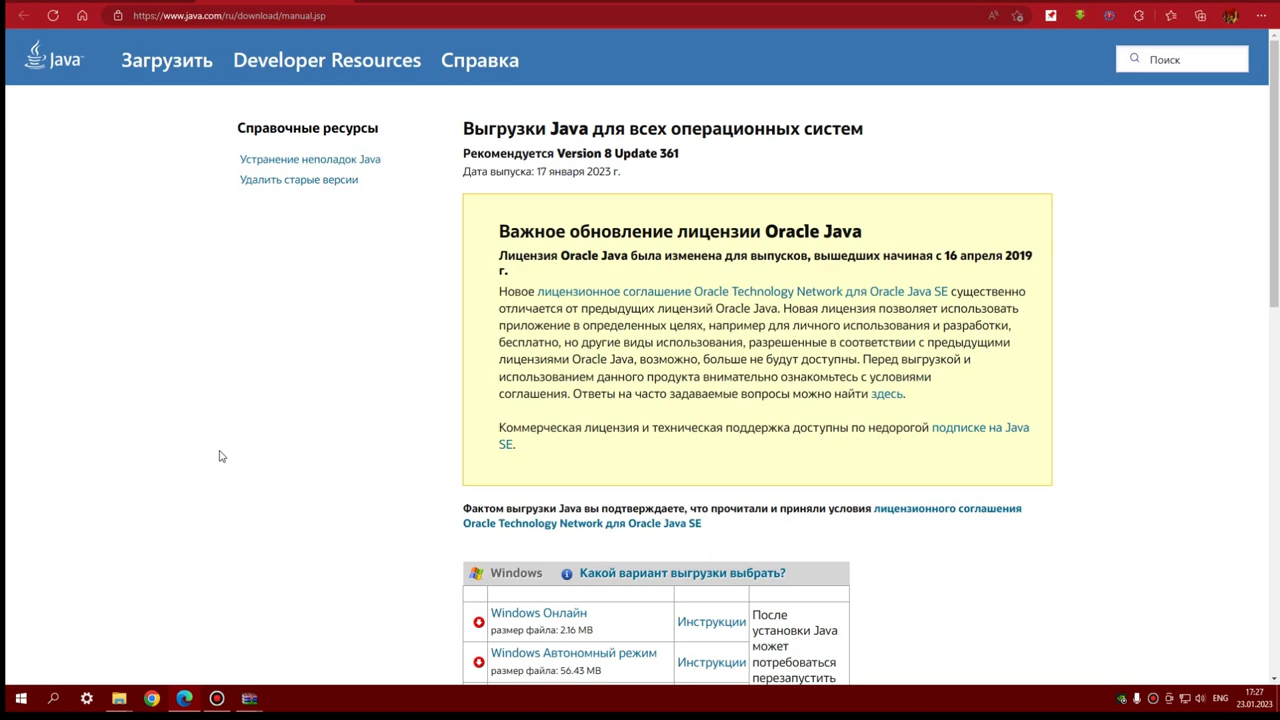 https://www.java.com/ru/download/manual.jsp
Java
Загрузить
Developer Resources
Справка
Поиск
Справочные ресурсы
Устранение неполадок Java
Удалить старые версии
Выгрузки Java для всех операционных систем
Рекомендуется Version 8 Update 361
Дата выпуска: 17 января 2023 г.
Важное обновление лицензии Oracle Java
Лицензия Oracle Java была изменена для выпусков, вышедших начиная с 16 апреля 2019
г.
Новое лицензионное соглашение Oracle Technology Network для Oracle Java SE существенно
отличается от предыдущих лицензий Oracle Java. Новая лицензия позволяет использовать
приложение в определенных целях, например для личного использования и разработки,
бесплатно, но другие виды использования, разрешенные в соответствии с предыдущими
лицензиями Oracle Java, возможно, больше не будут доступны. Перед выгрузкой и
использованием данного продукта внимательно ознакомьтесь с условиями
соглашения. Ответы на часто задаваемые вопросы можно найти здесь.
Коммерческая лицензия и техническая поддержка доступны по недорогой подписке на Java
SE.
Фактом выгрузки Java вы подтверждаете, что прочитали и приняли условия лицензионного соглашения
Oracle Technology Network для Oracle Java SE
Windows
Какой вариант выгрузки выбрать?
Windows Онлайн
размер файла: 2.16 MB
Инструкции
Windows Автономный режим
размер файла: 56.43 MB
Инструкции
После
установки Java
может
потребоваться
перезапустить
ENG
17:27
23.01.2023